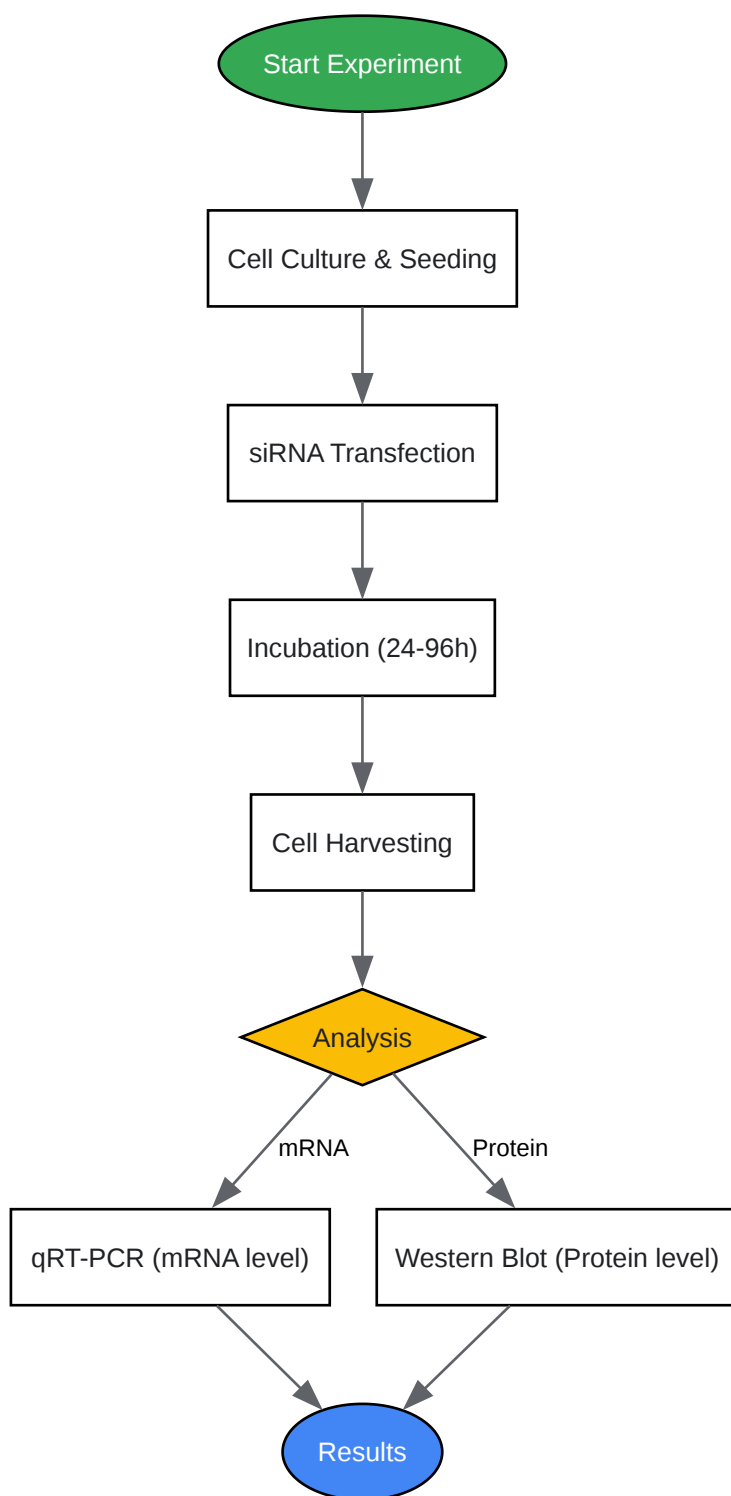 Start Experiment
Cell Culture & Seeding
siRNA Transfection
Incubation (24-96h)
Cell Harvesting
Analysis
mRNA
Protein
qRT-PCR (mRNA level)
Western Blot (Protein level)
Results